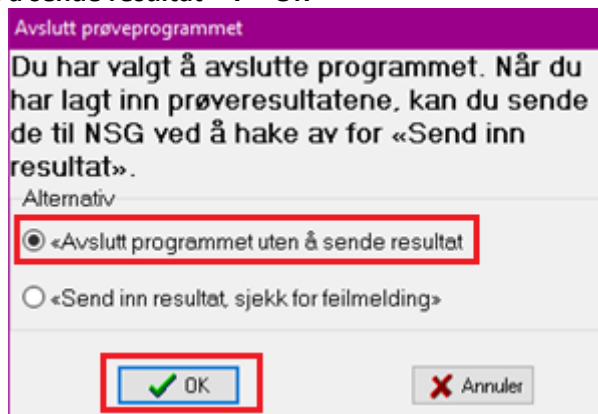 Avslutt prøveprogrammet
Du har valgt å avslutte programmet. Når du
har lagt inn prøveresultatene, kan du sende
de til NSG ved å hake av for «Send inn
resultat».
Alternativ
«Avslutt programmet uten å sende resultat
«Send inn resultat, sjekk for feilmelding»
OK
Annuler